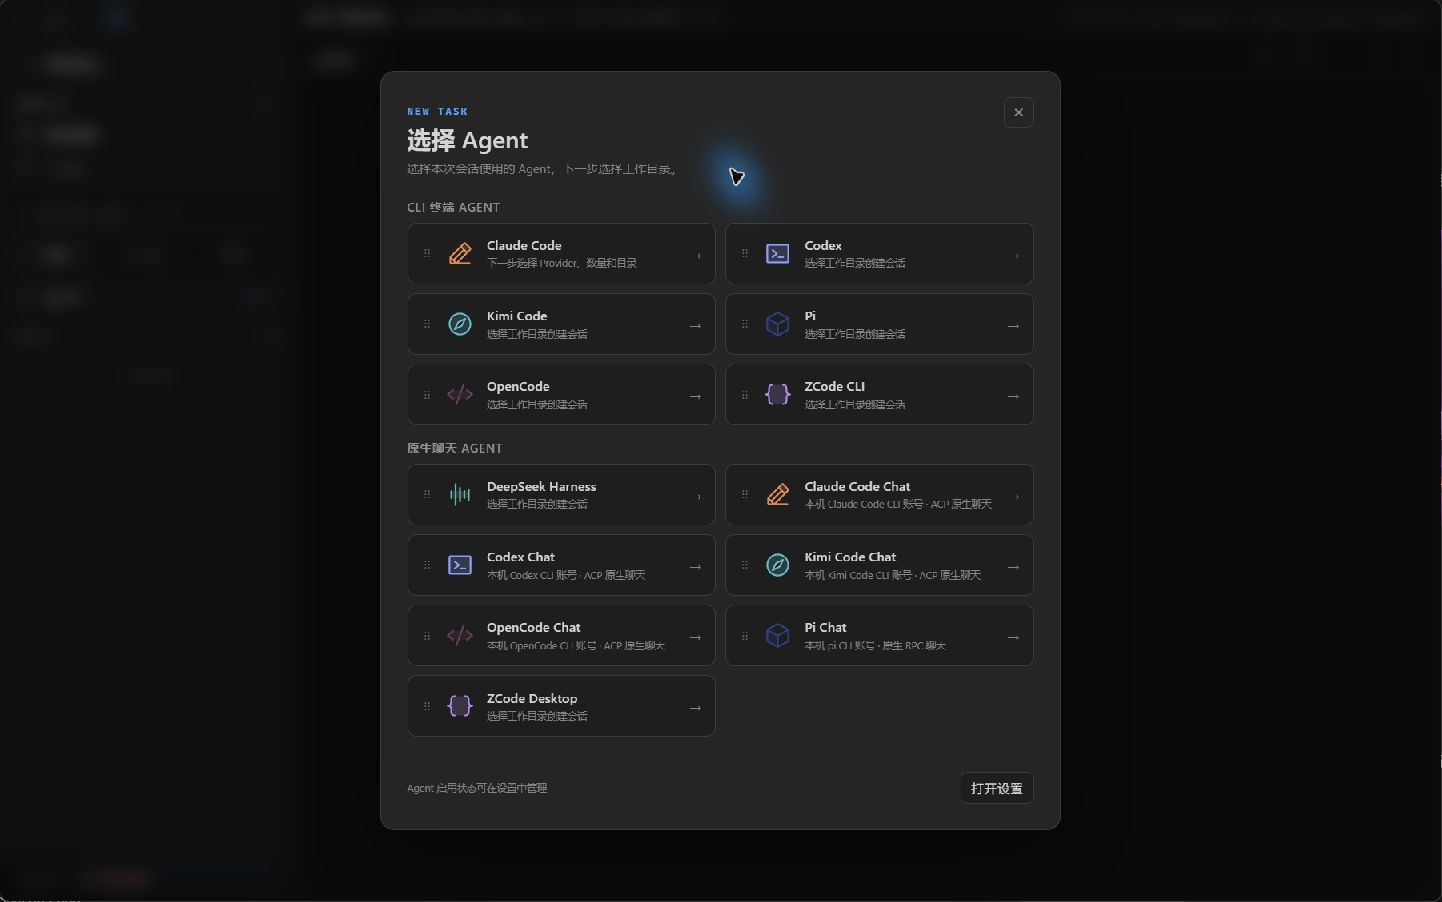 NEW TASK
选择 Agent
选择本次会话使用的 Agent，下一步选择工作目录。
CLI 终端 AGENT
Claude Code
下一步选择 Provider、数量和目录
Codex
选择工作目录创建会话
Kimi Code
选择工作目录创建会话
Pi
选择工作目录创建会话
OpenCode
选择工作目录创建会话
ZCode CLI
选择工作目录创建会话
原生聊天 AGENT
DeepSeek Harness
选择工作目录创建会话
Claude Code Chat
本机 Claude Code CLI 账号 · ACP 原生聊天
Codex Chat
本机 Codex CLI 账号 · ACP 原生聊天
Kimi Code Chat
本机 Kimi Code CLI 账号 · ACP 原生聊天
OpenCode Chat
本机 OpenCode CLI 账号 · ACP 原生聊天
Pi Chat
本机 pi CLI 账号 · 原生 RPC 聊天
ZCode Desktop
选择工作目录创建会话
Agent 启用状态可在设置中管理
打开设置